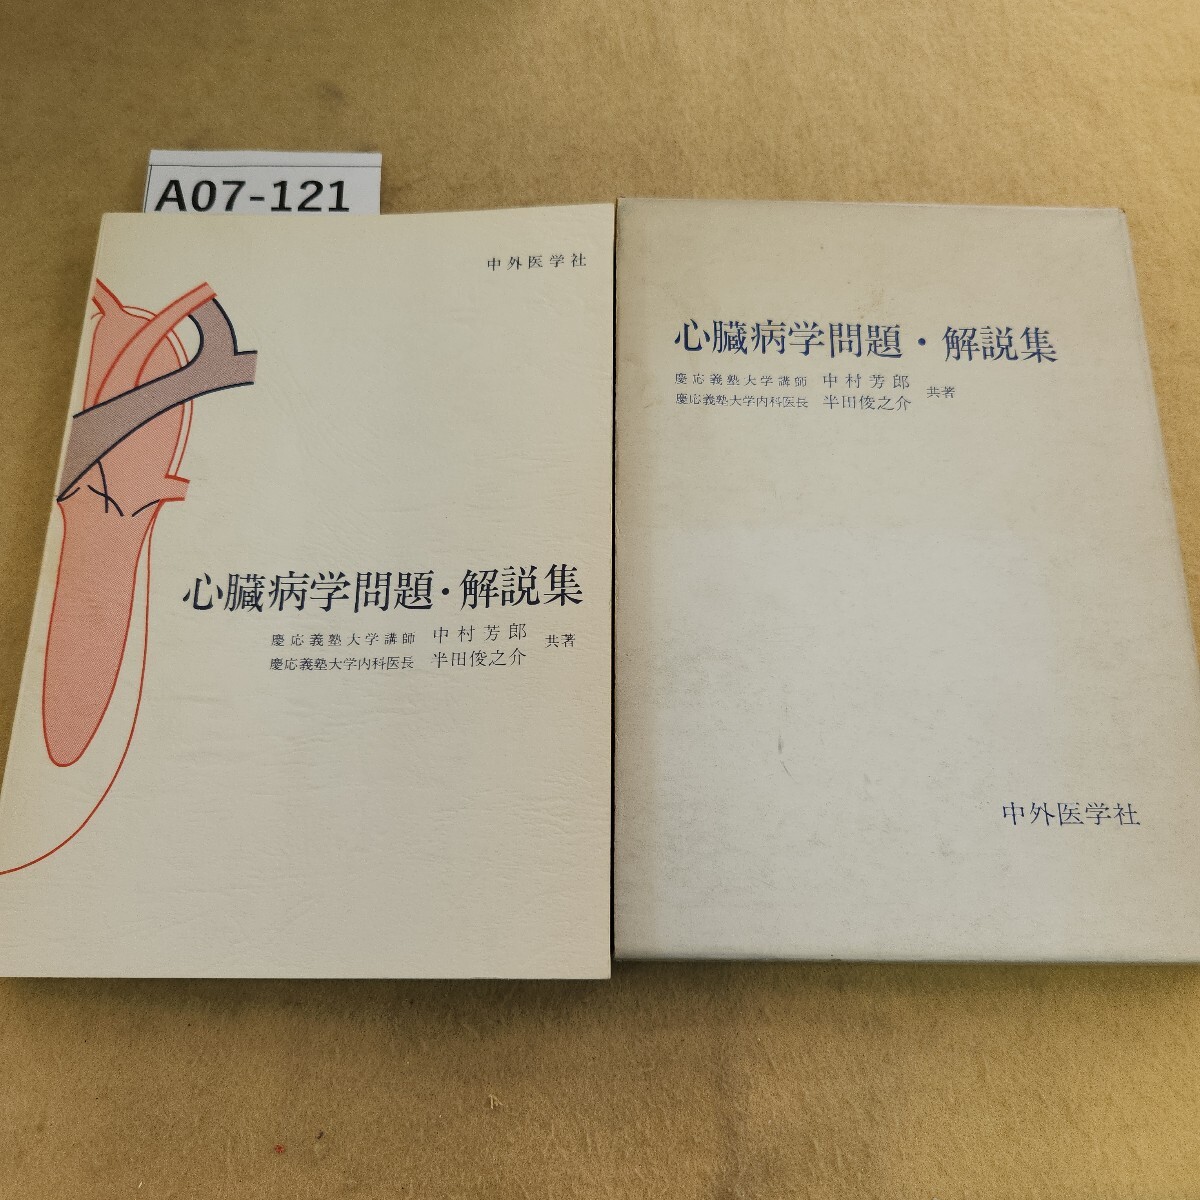 A07-121
中外医学社
心臓病学問題・解説集
慶応義塾大学講師 中村芳郎
慶応義塾大学内科医長 半田俊之介 共著
心臓病学問題・解説集
慶応義塾大学講師 中村芳郎
慶応義塾大学内科医長 半田俊之介 共著
中外医学社